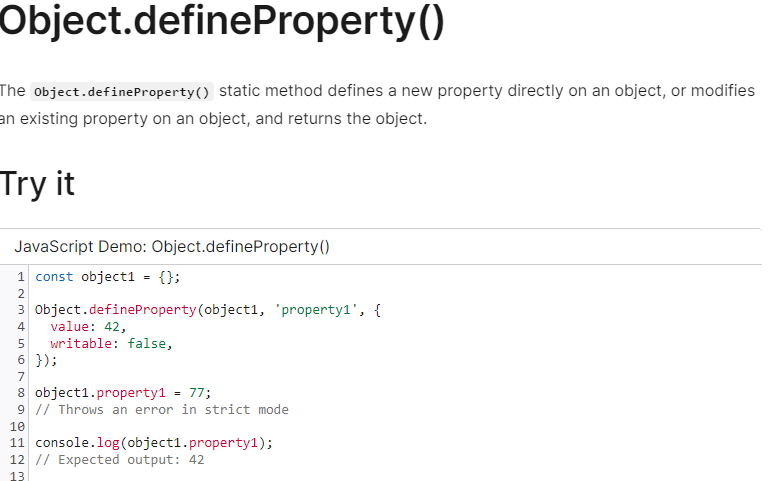 Object.defineProperty()
The Object.defineProperty() static method defines a new property directly on an object, or modifies
an existing property on an object, and returns the object.
Try it
JavaScript Demo: Object.defineProperty()
1 const object1 = {};
2
3 Object.defineProperty(object1, 'property1', {
4   value: 42,
5   writable: false,
6 });
7
8 object1.property1 = 77;
9 // Throws an error in strict mode
10
11 console.log(object1.property1);
12 // Expected output: 42
13